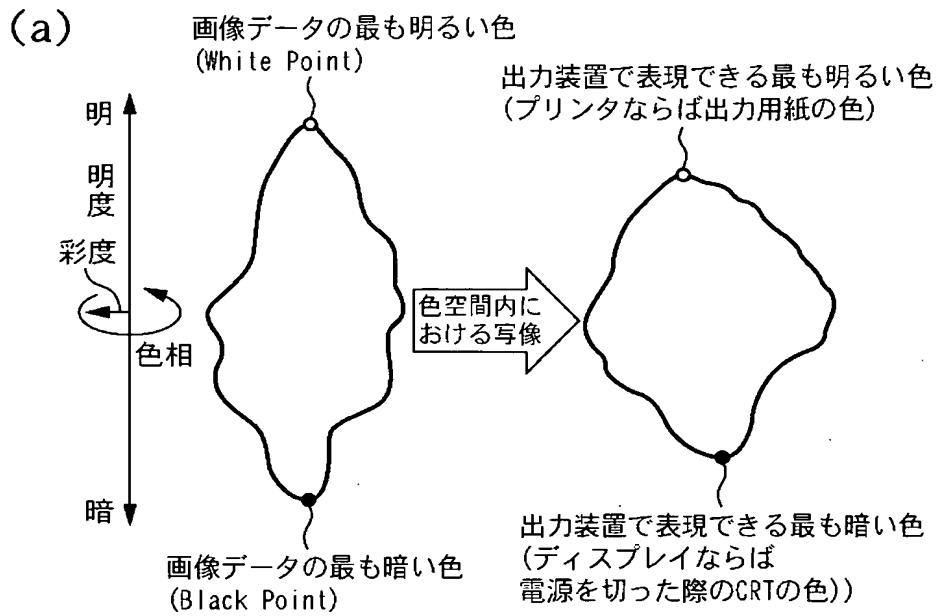 (a)
画像データの最も明るい色
(White Point)
出力装置で表現できる最も明るい色
(プリンタならば出力用紙の色)
明
明度
彩度
色相
暗
色空間内に
おける写像
画像データの最も暗い色
(Black Point)
出力装置で表現できる最も暗い色
(ディスプレイならば
電源を切った際のCRTの色))